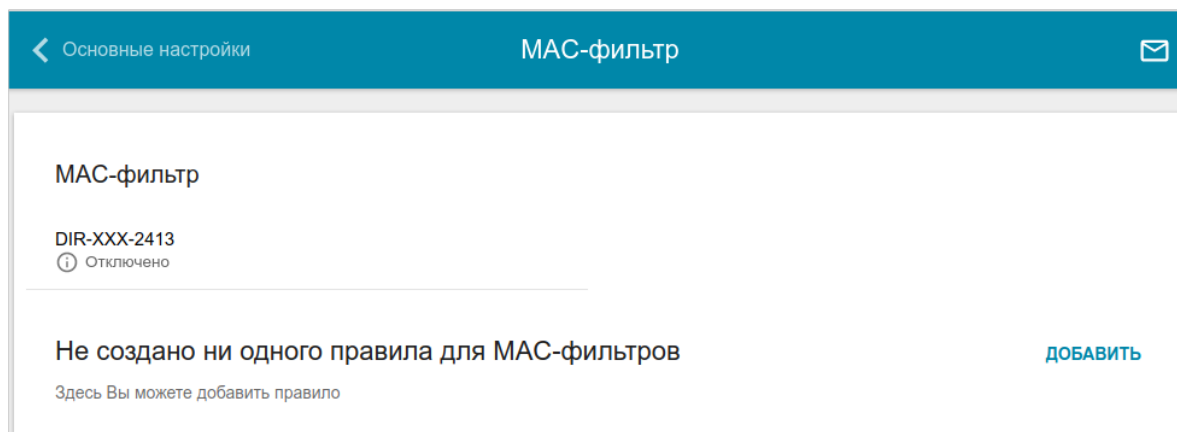 Основные настройки
MAC-фильтр
MAC-фильтр
DIR-XXX-2413
Отключено
Не создано ни одного правила для MAC-фильтров
ДОБАВИТЬ
Здесь Вы можете добавить правило